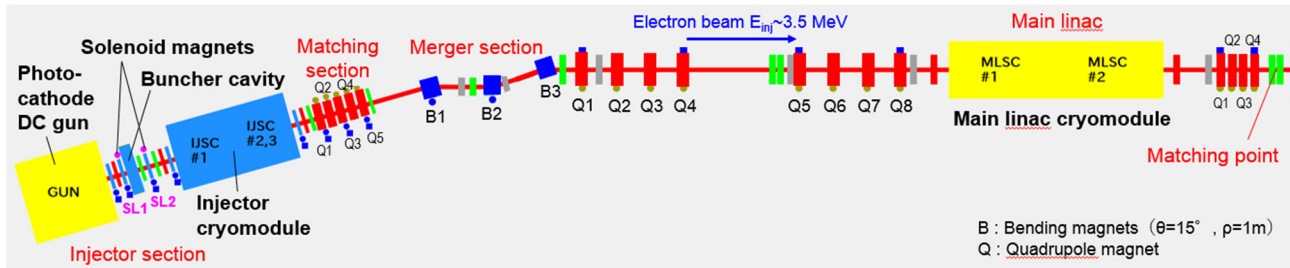 Electron beam Einj~3.5 MeV
Main linac
Solenoid magnets
Matching
section
Merger section
Buncher cavity
Photo-
cathode
DC gun
Q2
Q4
B3
Q1
Q2
Q3
Q4
Q5
Q6
Q7
Q8
MLSC
#1
MLSC
#2
Q2
Q4
Q1
Q3
B1
B2
Main linac cryomodule
IJSC
#1
IJSC
#2,3
Q1
Q3
Q5
Matching point
GUN
SL1
SL2
Injector
cryomodule
Injector section
B : Bending magnets (θ=15° , ρ=1m)
Q : Quadrupole magnet